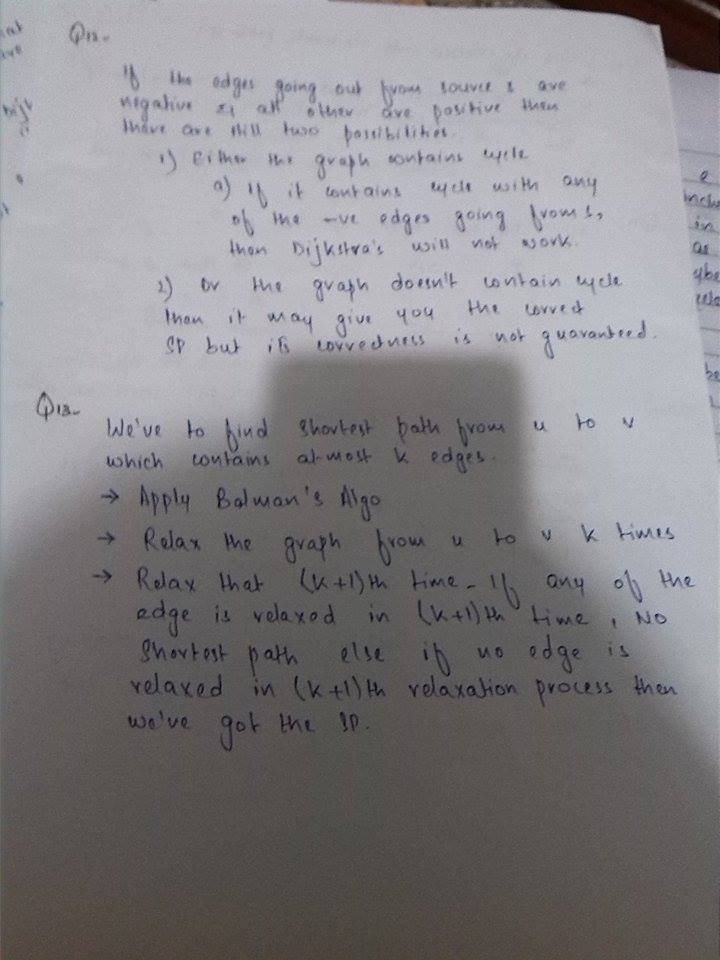 Q12.
If the edges going out from source s are
negative & all other are positive then
there are still two possibilities.
1) Either the graph contains cycle
a) If it contains cycle with any
of the -ve edges going from s,
then Dijkstra's will not work.
2) Or the graph doesn't contain cycle
then it may give you the correct
SP but its correctness is not guaranteed.
Q13.
We've to find shortest path from u to v
which contains at-most k edges.
→ Apply Balman's Algo
→ Relax the graph from u to v k times
→ Relax that (k+1)th time. If any of the
edge is relaxed in (k+1)th time, No
shortest path else if no edge is
relaxed in (k+1)th relaxation process then
we've got the SP.
e
in
as